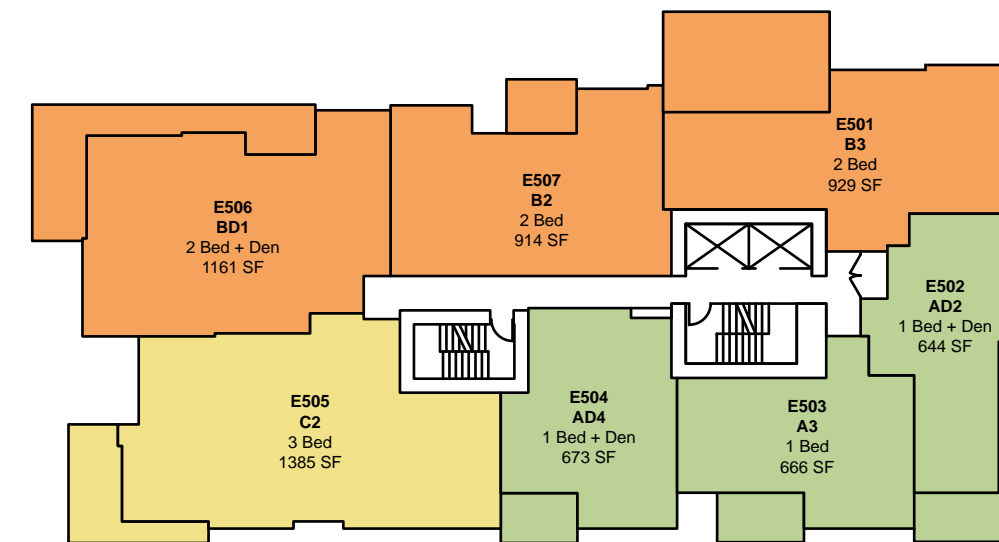 E501
B3
2 Bed
929 SF
E507
B2
2 Bed
914 SF
E506
BD1
2 Bed + Den
1161 SF
E502
AD2
1 Bed + Den
644 SF
E505
C2
3 Bed
1385 SF
E504
AD4
1 Bed + Den
673 SF
E503
A3
1 Bed
666 SF